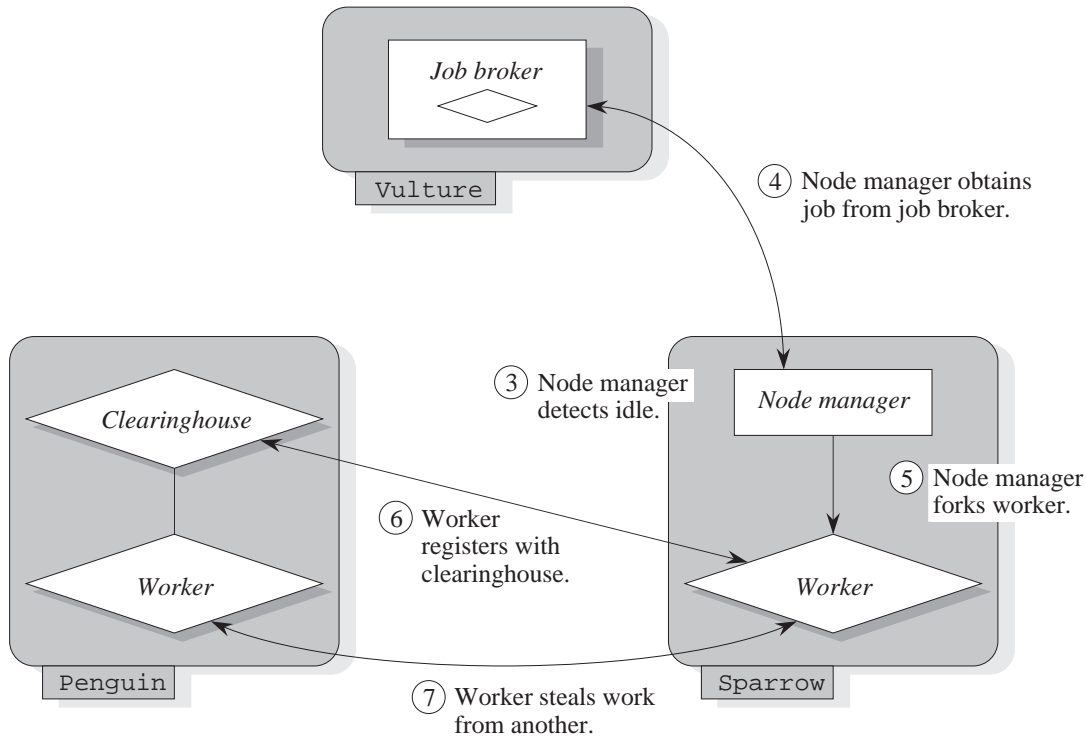 Job broker
Vulture
4 Node manager obtains
job from job broker.
3 Node manager
detects idle.
Clearinghouse
Node manager
5 Node manager
forks worker.
6 Worker
registers with
clearinghouse.
Worker
Worker
Penguin
Sparrow
7 Worker steals work
from another.